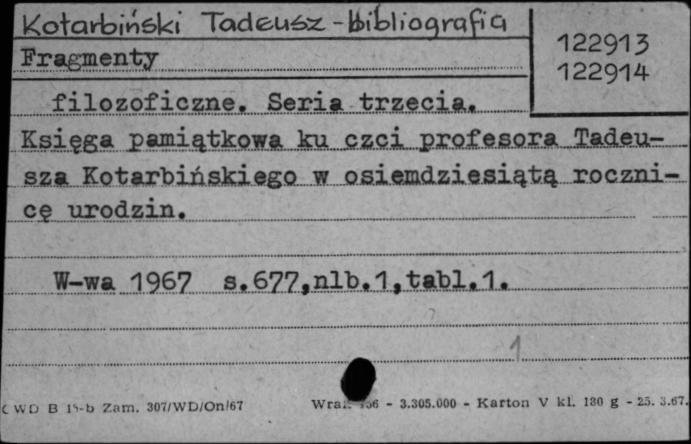 Kotarbiński Tadeusz - bibliografia
122913
122914
Fragmenty
filozoficzne. Seria trzecia.
Księga pamiątkowa ku czci profesora Tadeu-
sza Kotarbińskiego w osiemdziesiątą roczni-
cę urodzin.
W-wa 1967 s.677,nlb.1,tabl.1.
1
Zam. 307/WD/On/67 - 3.305.000 - Karton V kl. 180 g - 25. 3.67.